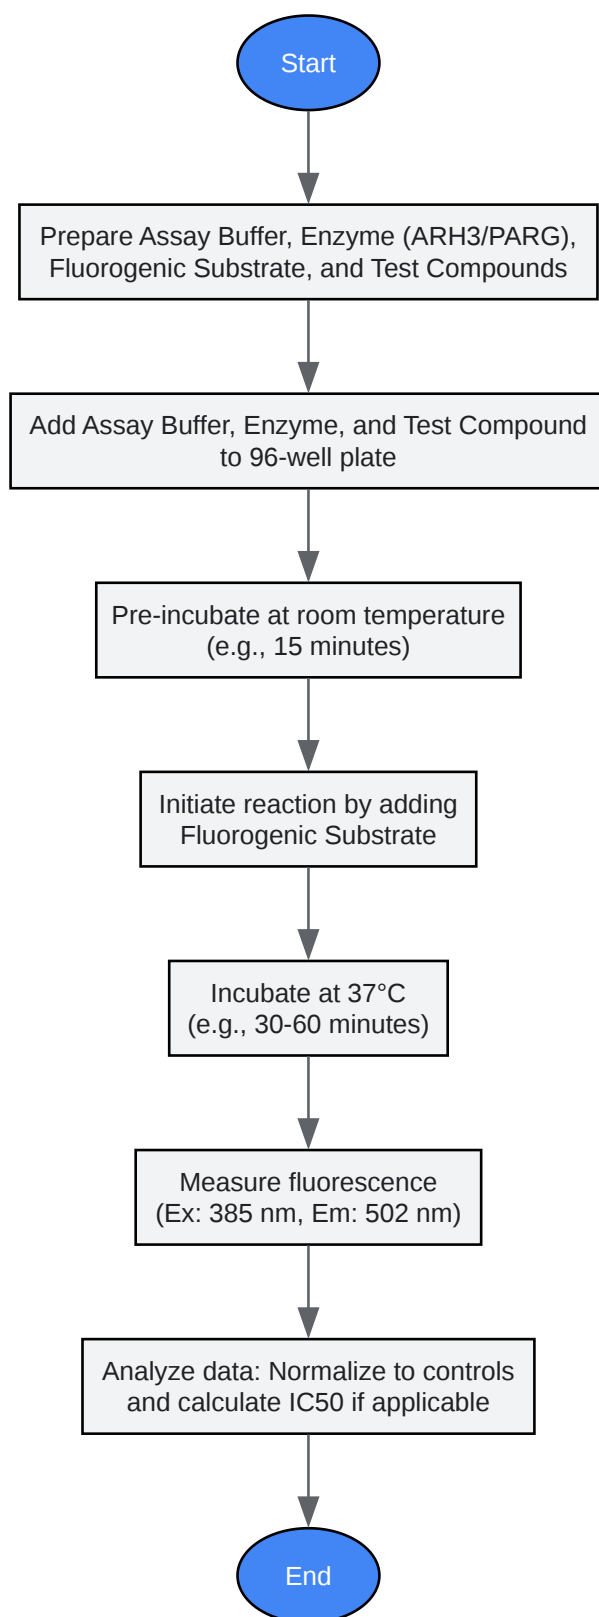 Start
Prepare Assay Buffer, Enzyme (ARH3/PARG),
Fluorogenic Substrate, and Test Compounds
Add Assay Buffer, Enzyme, and Test Compound
to 96-well plate
Pre-incubate at room temperature
(e.g., 15 minutes)
Initiate reaction by adding
Fluorogenic Substrate
Incubate at 37°C
(e.g., 30-60 minutes)
Measure fluorescence
(Ex: 385 nm, Em: 502 nm)
Analyze data: Normalize to controls
and calculate IC50 if applicable
End